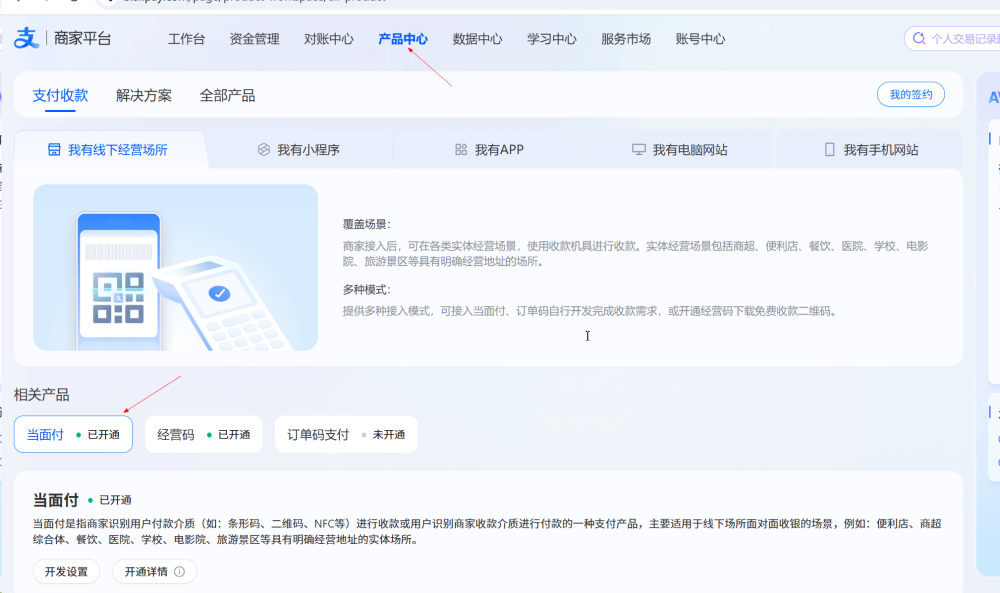 支 商家平台 工作台 资金管理 对账中心 产品中心 数据中心 学习中心 服务市场 账号中心 个人交易记录
支付收款 解决方案 全部产品 我的签约
我有线下经营场所 我有小程序 我有APP 我有电脑网站 我有手机网站
覆盖场景：
商家接入后，可在各类实体经营场景，使用收款机具进行收款。实体经营场景包括商超、便利店、餐饮、医院、学校、电影
院、旅游景区等具有明确经营地址的场所。
多种模式：
提供多种接入模式，可接入当面付、订单码自行开发完成收款需求，或开通经营码下载免费收款二维码。
相关产品
当面付 已开通 经营码 已开通 订单码支付 未开通
当面付 已开通
当面付是指商家识别用户付款介质（如：条形码、二维码、NFC等）进行收款或用户识别商家收款介质进行付款的一种支付产品，主要适用于线下场所面对面收银的场景，例如：便利店、商超
综合体、餐饮、医院、学校、电影院、旅游景区等具有明确经营地址的实体场所。
开发设置 开通详情